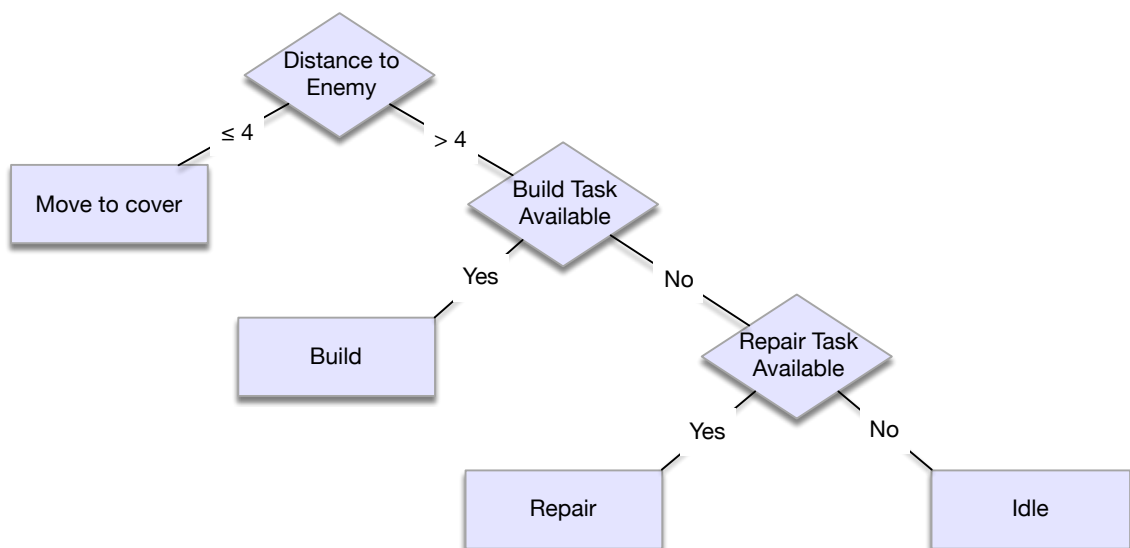 Distance to
Enemy
≤ 4
> 4
Move to cover
Build Task
Available
Yes
No
Build
Repair Task
Available
Yes
No
Repair
Idle